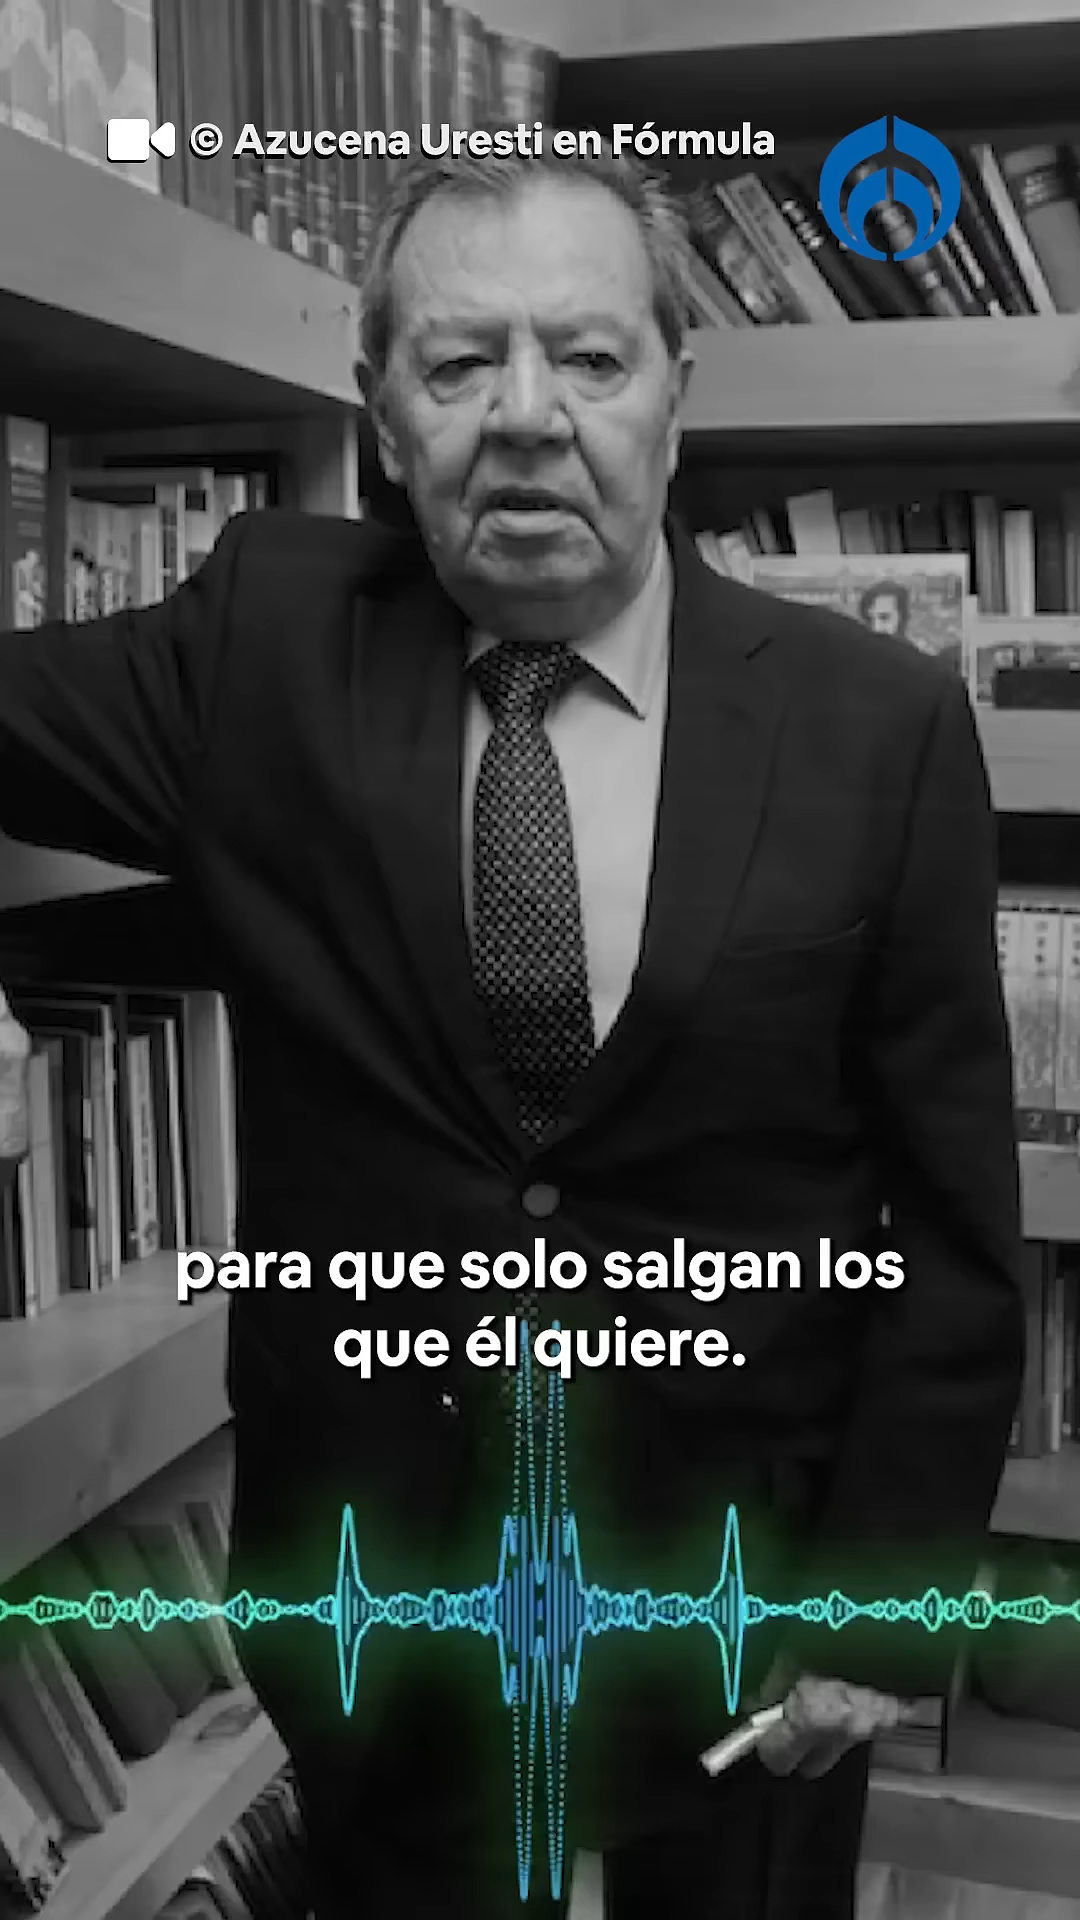 © Azucena Uresti en Fórmula
para que solo salgan los
que él quiere.